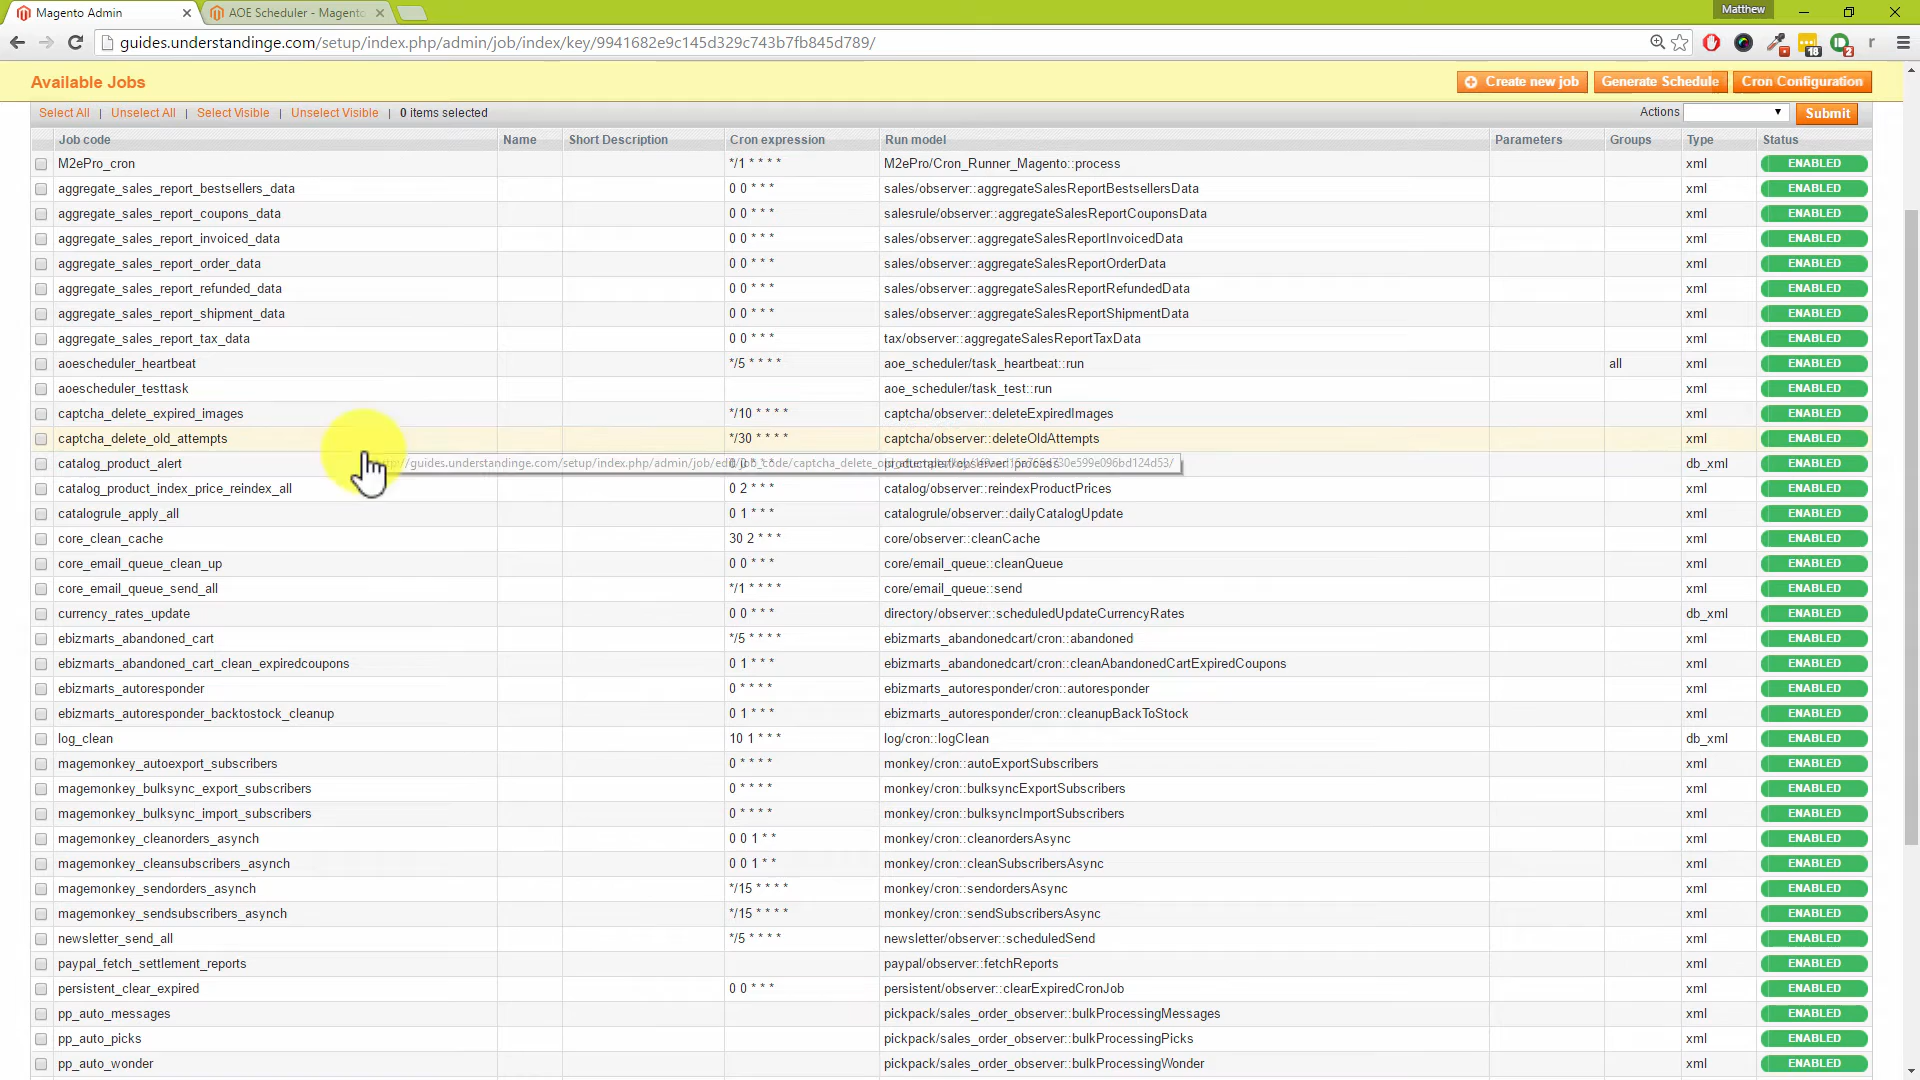 Magento Admin
AOE Scheduler - Magento
Matthew
guides.understandinge.com/setup/index.php/admin/job/index/key/9941682e9c145d329c743b7fb845d789/
18
2
r
Available Jobs
Create new job
Generate Schedule
Cron Configuration
Select All | Unselect All | Select Visible | Unselect Visible | 0 items selected
Actions
Submit
Job code Name Short Description Cron expression Run model Parameters Groups Type Status
M2ePro_cron */1 * * * * M2ePro/Cron_Runner_Magento::process xml ENABLED
aggregate_sales_report_bestsellers_data 0 0 * * * sales/observer::aggregateSalesReportBestsellersData xml ENABLED
aggregate_sales_report_coupons_data 0 0 * * * salesrule/observer::aggregateSalesReportCouponsData xml ENABLED
aggregate_sales_report_invoiced_data 0 0 * * * sales/observer::aggregateSalesReportInvoicedData xml ENABLED
aggregate_sales_report_order_data 0 0 * * * sales/observer::aggregateSalesReportOrderData xml ENABLED
aggregate_sales_report_refunded_data 0 0 * * * sales/observer::aggregateSalesReportRefundedData xml ENABLED
aggregate_sales_report_shipment_data 0 0 * * * sales/observer::aggregateSalesReportShipmentData xml ENABLED
aggregate_sales_report_tax_data 0 0 * * * tax/observer::aggregateSalesReportTaxData xml ENABLED
aoescheduler_heartbeat */5 * * * * aoe_scheduler/task_heartbeat::run all xml ENABLED
aoescheduler_testtask aoe_scheduler/task_test::run xml ENABLED
captcha_delete_expired_images */10 * * * * captcha/observer::deleteExpiredImages xml ENABLED
captcha_delete_old_attempts */30 * * * * captcha/observer::deleteOldAttempts xml ENABLED
catalog_product_alert db_xml ENABLED
catalog_product_index_price_reindex_all 0 2 * * * catalog/observer::reindexProductPrices xml ENABLED
catalogrule_apply_all 0 1 * * * catalogrule/observer::dailyCatalogUpdate xml ENABLED
core_clean_cache 30 2 * * * core/observer::cleanCache xml ENABLED
core_email_queue_clean_up 0 0 * * * core/email_queue::cleanQueue xml ENABLED
core_email_queue_send_all */1 * * * * core/email_queue::send xml ENABLED
currency_rates_update 0 0 * * * directory/observer::scheduledUpdateCurrencyRates db_xml ENABLED
ebizmarts_abandoned_cart */5 * * * * ebizmarts_abandonedcart/cron::abandoned xml ENABLED
ebizmarts_abandoned_cart_clean_expiredcoupons 0 1 * * * ebizmarts_abandonedcart/cron::cleanAbandonedCartExpiredCoupons xml ENABLED
ebizmarts_autoresponder 0 * * * * ebizmarts_autoresponder/cron::autoresponder xml ENABLED
ebizmarts_autoresponder_backtostock_cleanup 0 1 * * * ebizmarts_autoresponder/cron::cleanupBackToStock xml ENABLED
log_clean 10 1 * * * log/cron::logClean db_xml ENABLED
magemonkey_autoexport_subscribers 0 * * * * monkey/cron::autoExportSubscribers xml ENABLED
magemonkey_bulksync_export_subscribers 0 * * * * monkey/cron::bulksyncExportSubscribers xml ENABLED
magemonkey_bulksync_import_subscribers 0 * * * * monkey/cron::bulksyncImportSubscribers xml ENABLED
magemonkey_cleanorders_asynch 0 0 1 * * monkey/cron::cleanordersAsync xml ENABLED
magemonkey_cleansubscribers_asynch 0 0 1 * * monkey/cron::cleanSubscribersAsync xml ENABLED
magemonkey_sendorders_asynch */15 * * * * monkey/cron::sendordersAsync xml ENABLED
magemonkey_sendsubscribers_asynch */15 * * * * monkey/cron::sendSubscribersAsync xml ENABLED
newsletter_send_all */5 * * * * newsletter/observer::scheduledSend xml ENABLED
paypal_fetch_settlement_reports paypal/observer::fetchReports xml ENABLED
persistent_clear_expired 0 0 * * * persistent/observer::clearExpiredCronJob xml ENABLED
pp_auto_messages pickpack/sales_order_observer::bulkProcessingMessages xml ENABLED
pp_auto_picks pickpack/sales_order_observer::bulkProcessingPicks xml ENABLED
pp_auto_wonder pickpack/sales_order_observer::bulkProcessingWonder xml ENABLED